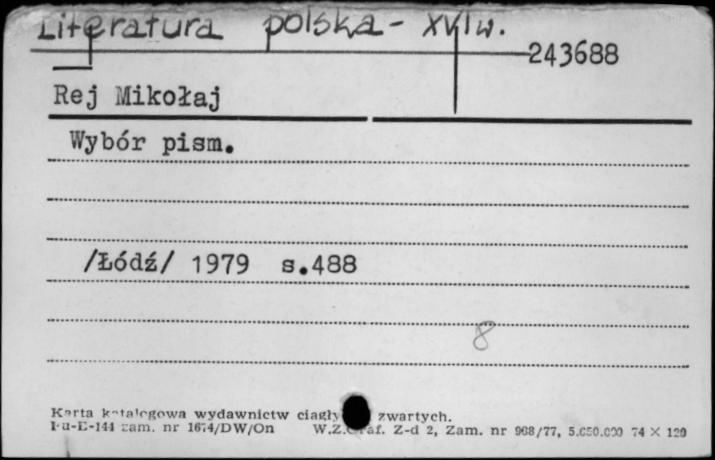 Literatura polska - XVI w.
243688
Rej Mikołaj
Wybór pism.
/Łódź/ 1979 s.488
8
Karta katalogowa wydawnictw zwartych.
zam. nr 1674/DW/On W.Z.Graf. Z-d 2, Zam. nr 968/77, 74 × 120